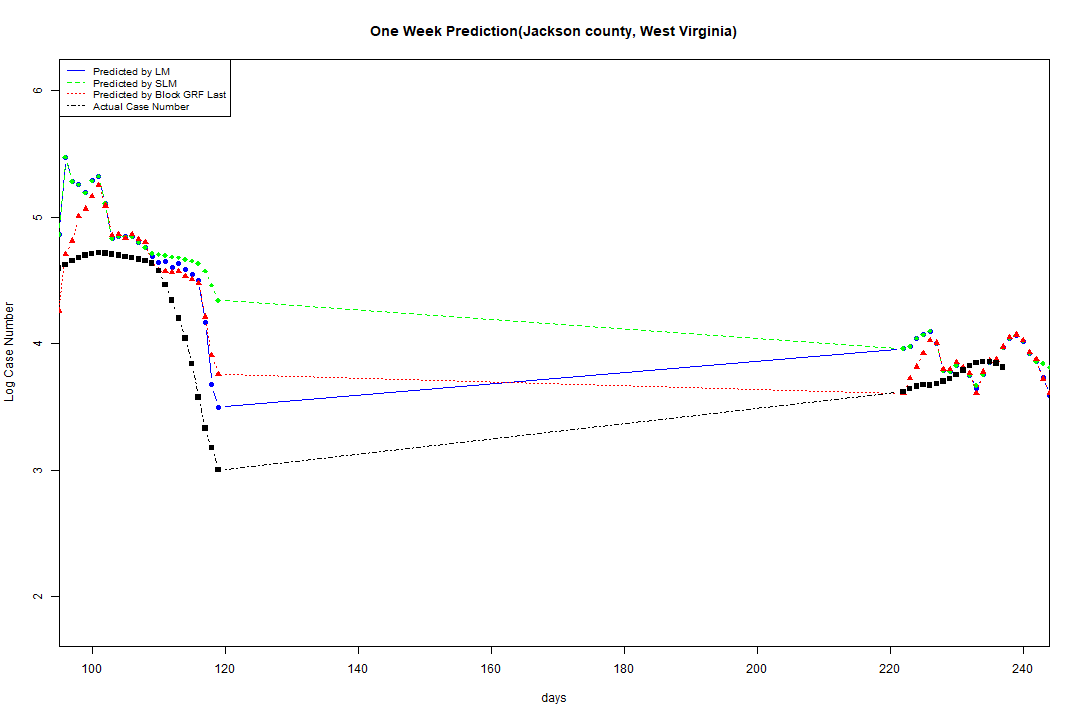 One Week Prediction(Jackson county, West Virginia)
Predicted by LM
Predicted by SLM
Predicted by Block GRF Last
Actual Case Number
6
5
4
3
2
Log Case Number
100 120 140 160 180 200 220 240
days